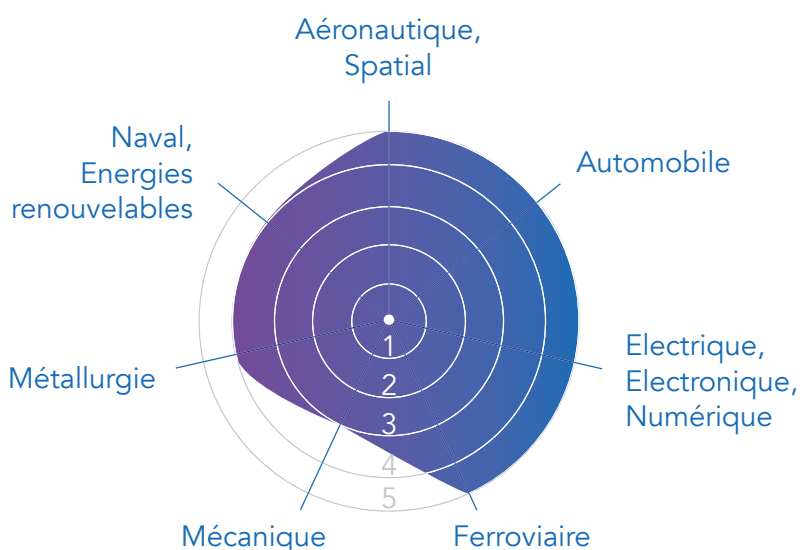 Aéronautique,
Spatial
Naval,
Energies
renouvelables
Automobile
Electrique,
Electronique,
Numérique
Métallurgie
1
2
3
4
5
Mécanique
Ferroviaire